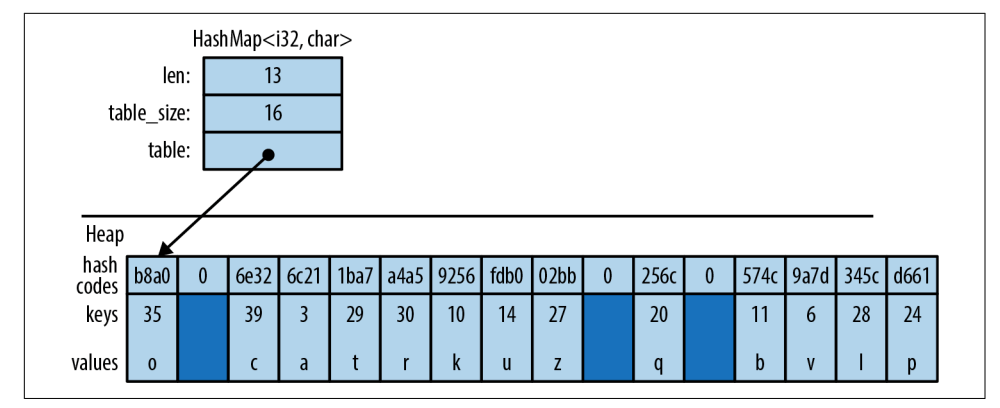 HashMap<i32, char>
len: 13
table_size: 16
table:
Heap
hash codes b8a0 0 6e32 6c21 1ba7 a4a5 9256 fdb0 02bb 0 256c 0 574c 9a7d 345c d661
keys 35 39 3 29 30 10 14 27 20 11 6 28 24
values o c a t r k u z q b v l p